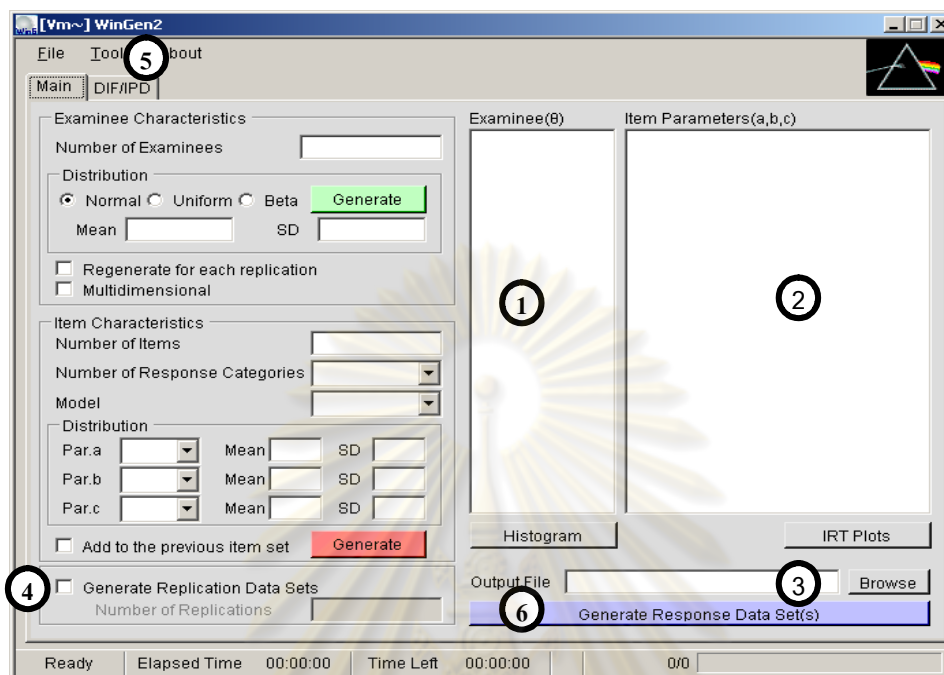 [Vm~] WinGen2
File Tool bout
5
Main DIF/IPD
Examinee Characteristics
Number of Examinees
Distribution
Normal Uniform Beta Generate
Mean SD
Regenerate for each replication
Multidimensional
Item Characteristics
Number of Items
Number of Response Categories
Model
Distribution
Par.a Mean SD
Par.b Mean SD
Par.c Mean SD
Add to the previous item set Generate
4
Generate Replication Data Sets
Number of Replications
Examinee(θ) Item Parameters(a,b,c)
1 2
Histogram IRT Plots
Output File 3 Browse
6 Generate Response Data Set(s)
Ready Elapsed Time 00:00:00 Time Left 00:00:00 0/0